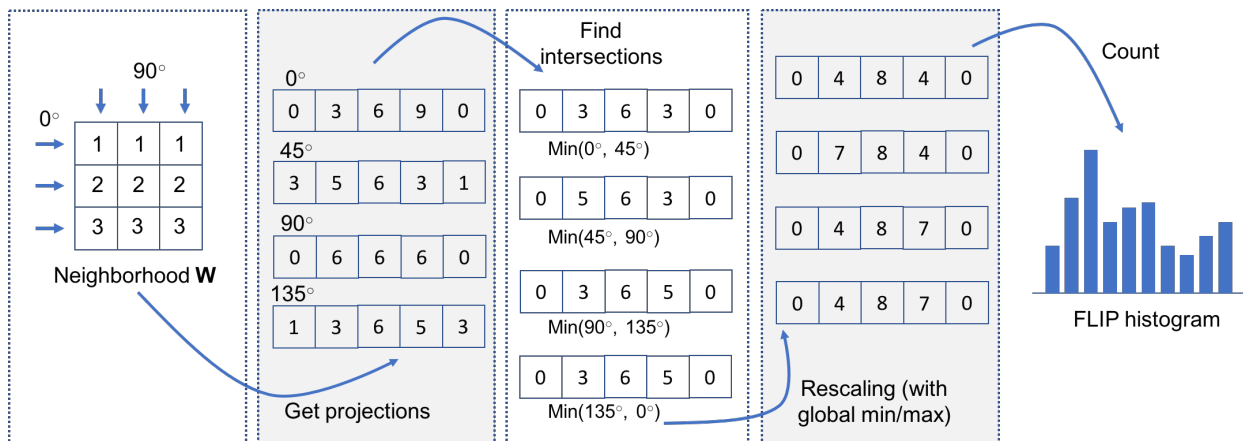 90°
0°
1 1 1
2 2 2
3 3 3
Neighborhood W
0°
0 3 6 9 0
45°
3 5 6 3 1
90°
0 6 6 6 0
135°
1 3 6 5 3
Get projections
Find
intersections
0 3 6 3 0
Min(0°, 45°)
0 5 6 3 0
Min(45°, 90°)
0 3 6 5 0
Min(90°, 135°)
0 3 6 5 0
Min(135°, 0°)
0 4 8 4 0
0 7 8 4 0
0 4 8 7 0
0 4 8 7 0
Rescaling (with
global min/max)
Count
FLIP histogram